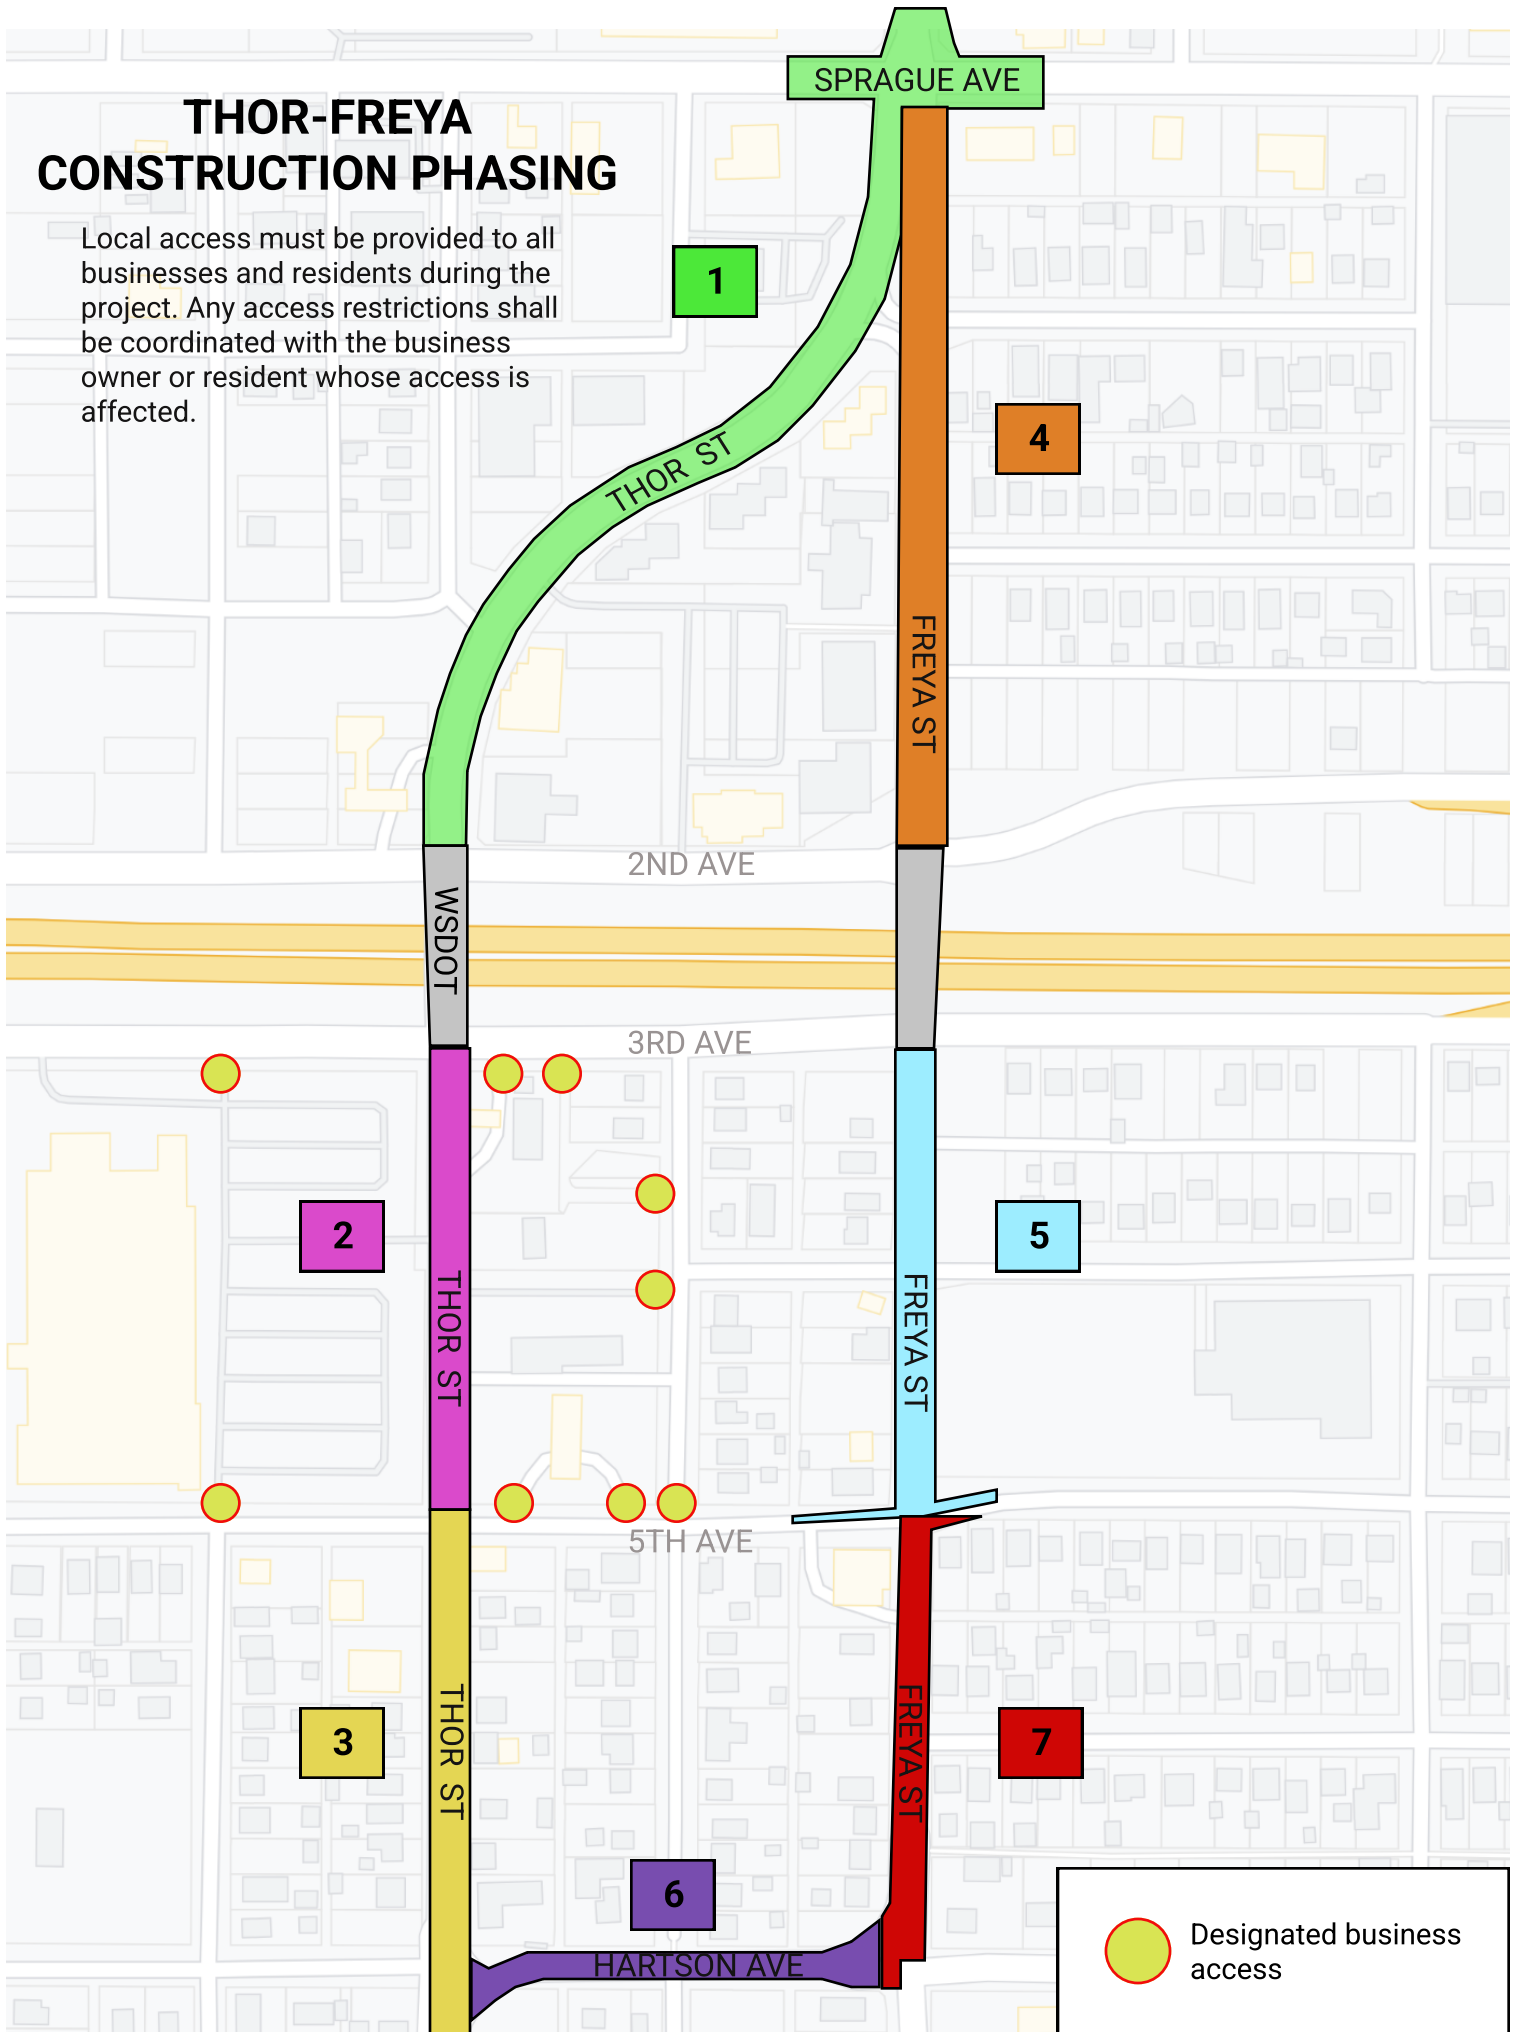 SPRAGUE AVE
THOR-FREYA
CONSTRUCTION PHASING
Local access must be provided to all
businesses and residents during the
project. Any access restrictions shall
be coordinated with the business
owner or resident whose access is
affected.
1
4
THOR ST
FREYA ST
2ND AVE
WSDOT
3RD AVE
2
5
THOR ST
FREYA ST
5TH AVE
3
THOR ST
FREYA ST
7
6
HARTSON AVE
Designated business
access